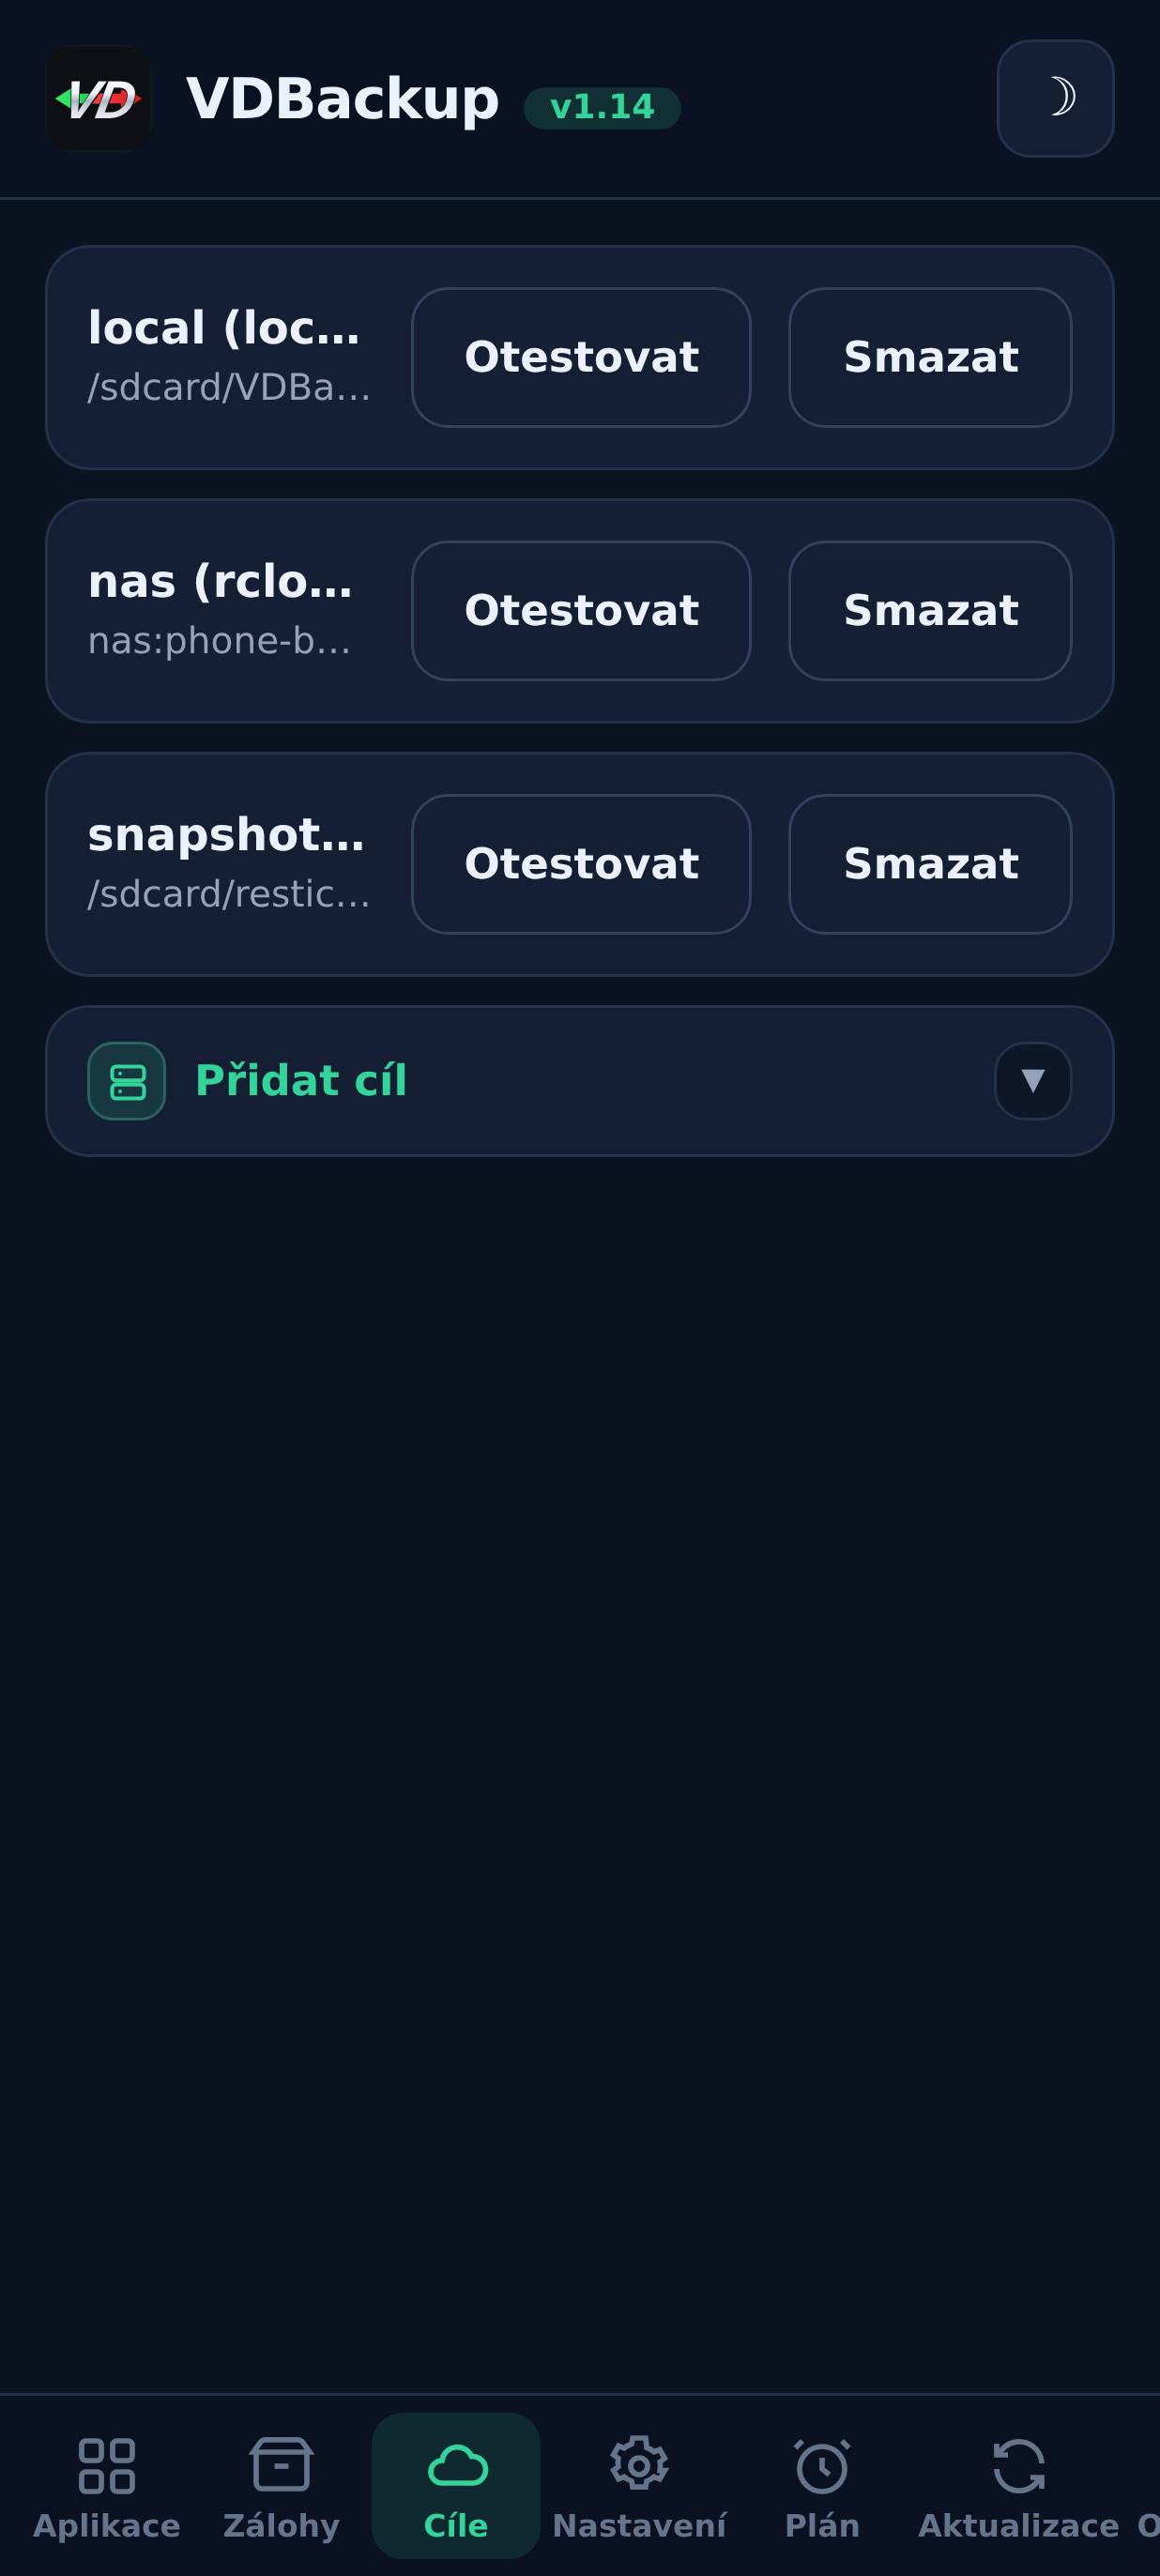 VD
VDBackup v1.14
local (loc...
/sdcard/VDBa...
Otestovat
Smazat
nas (rclo...
nas:phone-b...
Otestovat
Smazat
snapshot...
/sdcard/restic...
Otestovat
Smazat
Přidat cíl
Aplikace
Zálohy
Cíle
Nastavení
Plán
Aktualizace